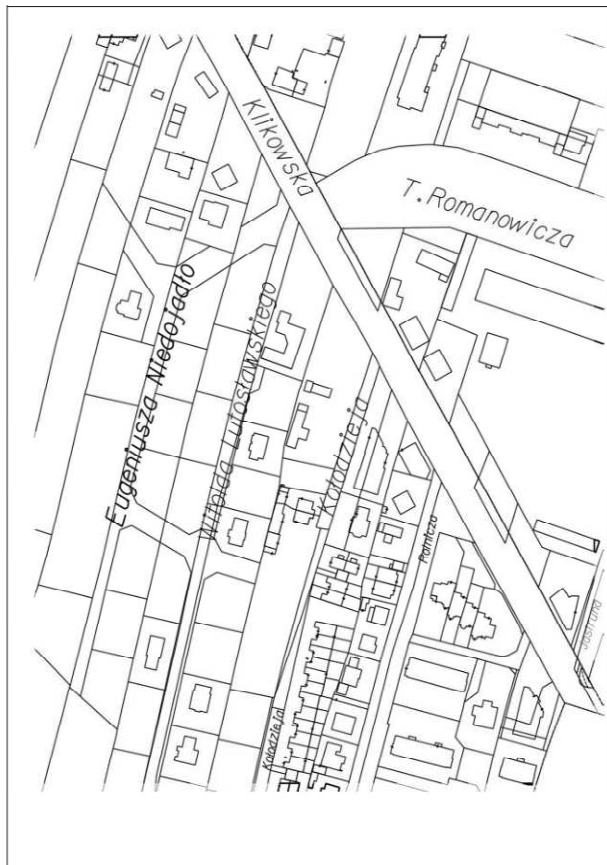 Klikowska
T. Romanowicza
Eugeniusza Niedojadło
Witolda Lutosławskiego
Kołodzieja
Polnicza
Jastruna
Kołodzieja